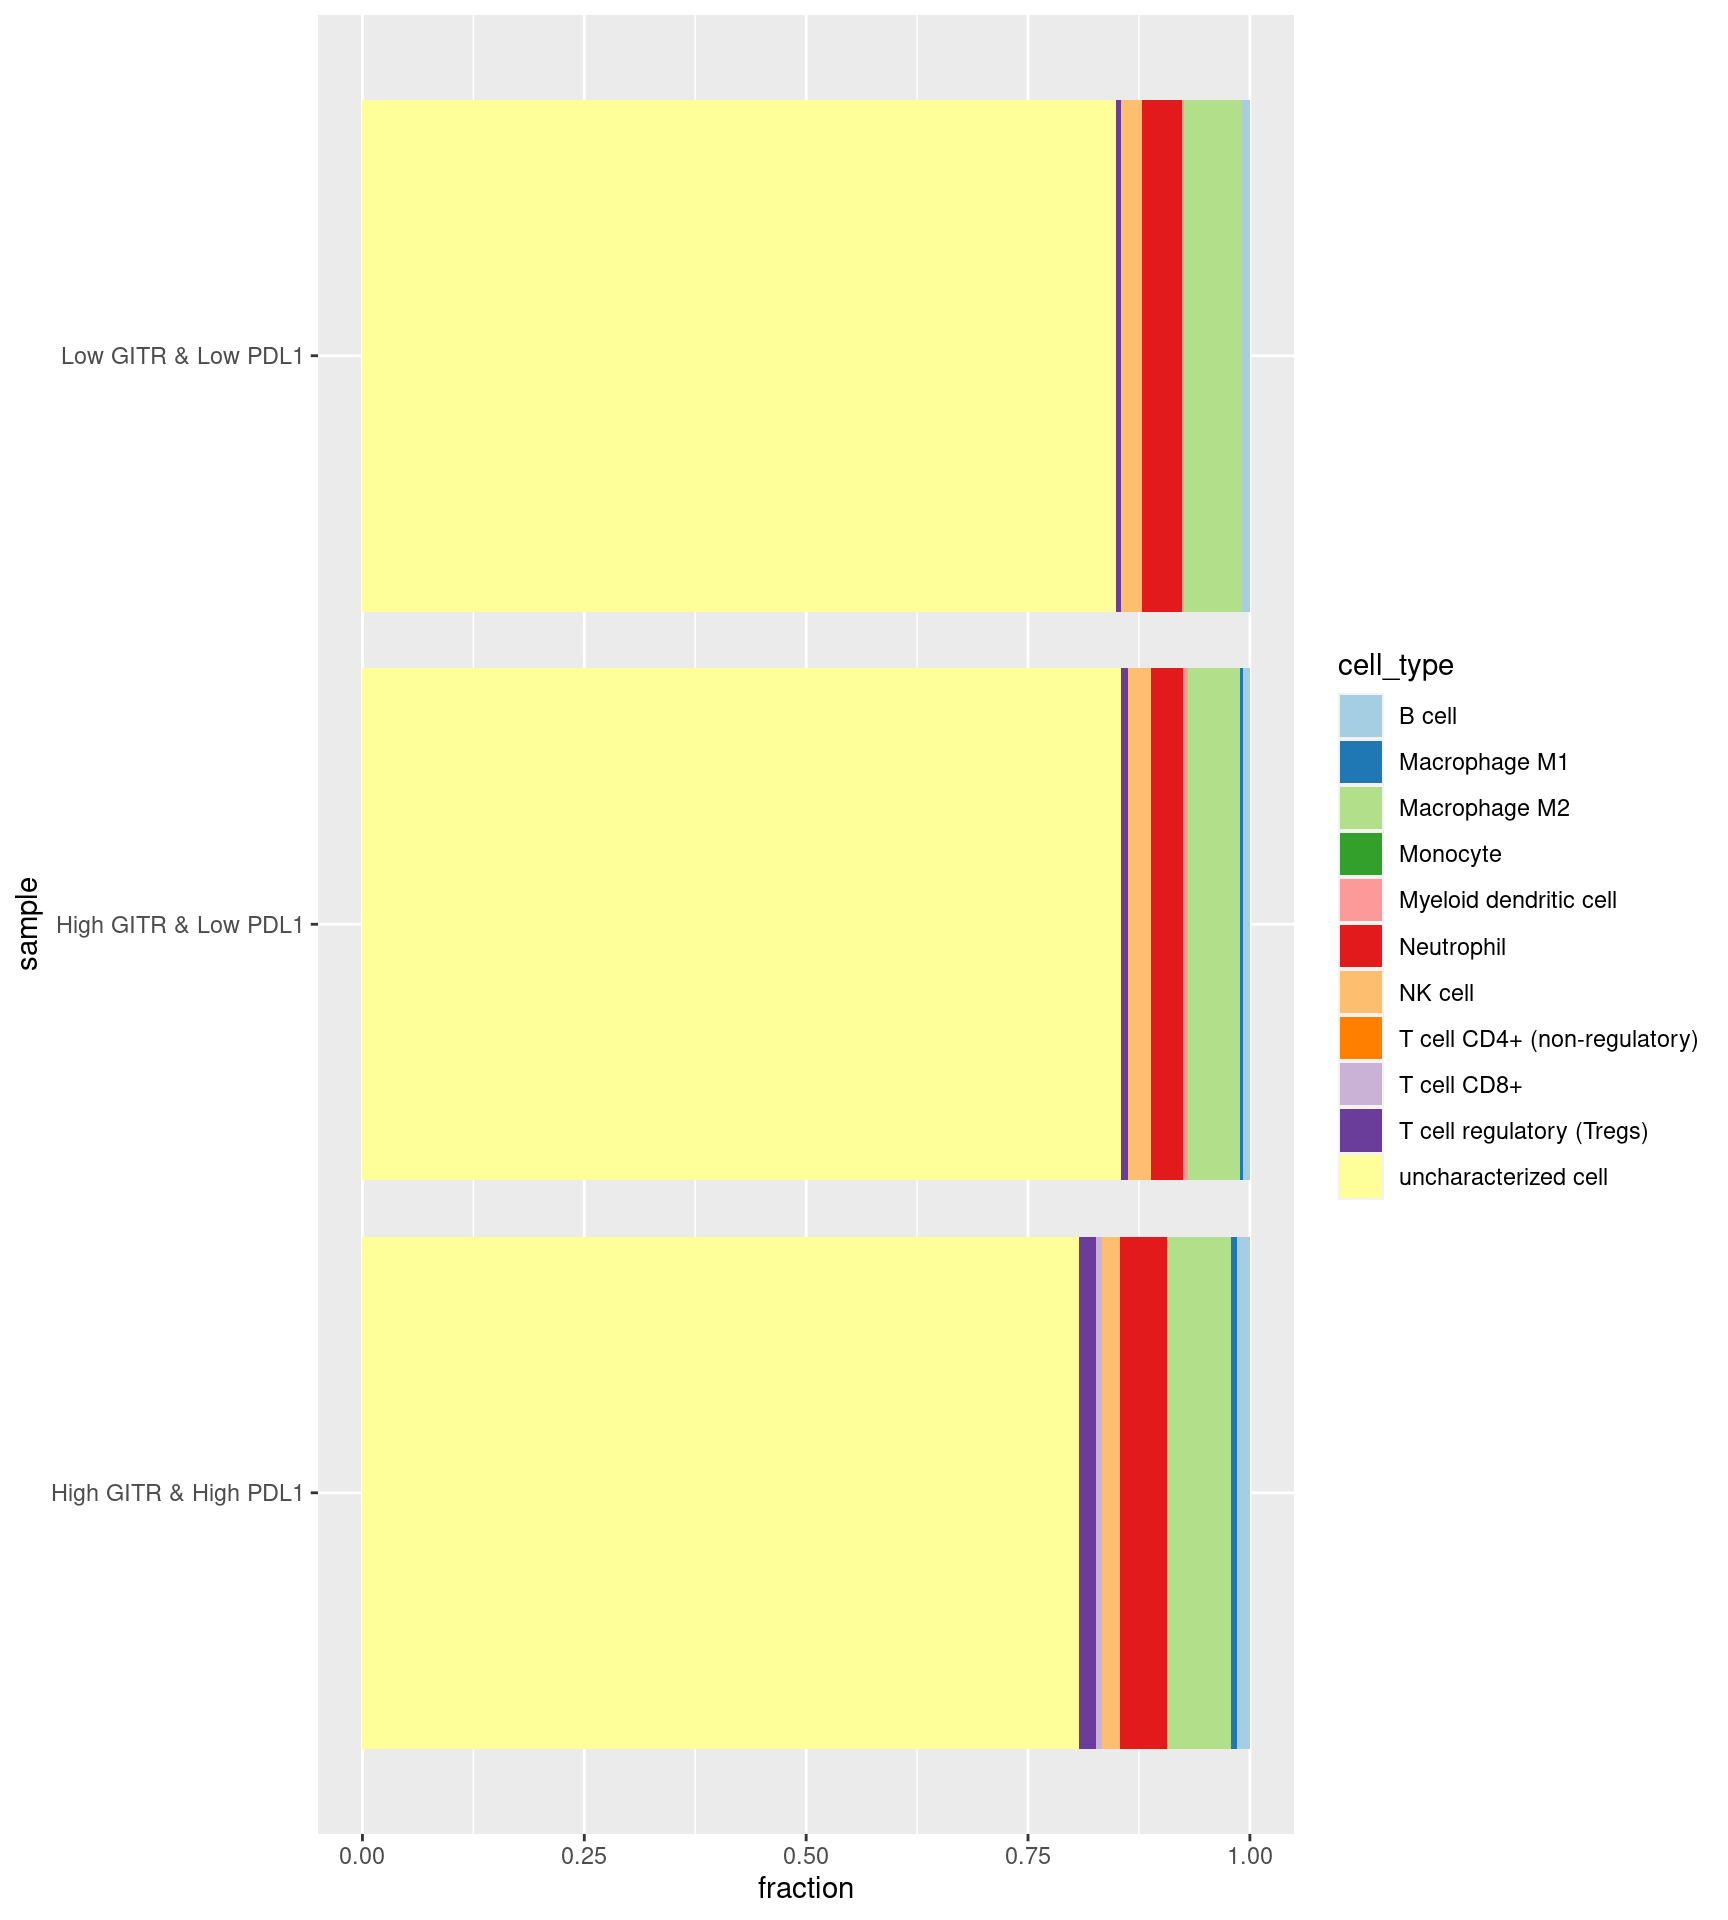 Low GITR & Low PDL1
High GITR & Low PDL1
High GITR & High PDL1
sample
0.00 0.25 0.50 0.75 1.00
fraction
cell_type
B cell
Macrophage M1
Macrophage M2
Monocyte
Myeloid dendritic cell
Neutrophil
NK cell
T cell CD4+ (non-regulatory)
T cell CD8+
T cell regulatory (Tregs)
uncharacterized cell